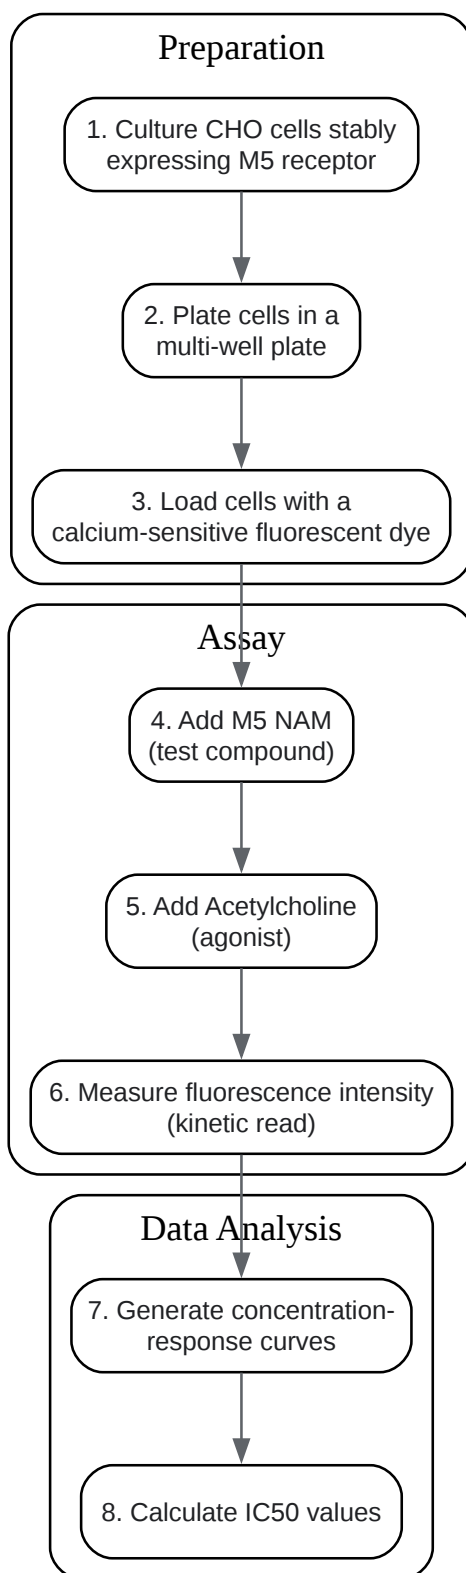 Preparation
1. Culture CHO cells stably
expressing M5 receptor
2. Plate cells in a
multi-well plate
3. Load cells with a
calcium-sensitive fluorescent dye
Assay
4. Add M5 NAM
(test compound)
5. Add Acetylcholine
(agonist)
6. Measure fluorescence intensity
(kinetic read)
Data Analysis
7. Generate concentration-
response curves
8. Calculate IC50 values